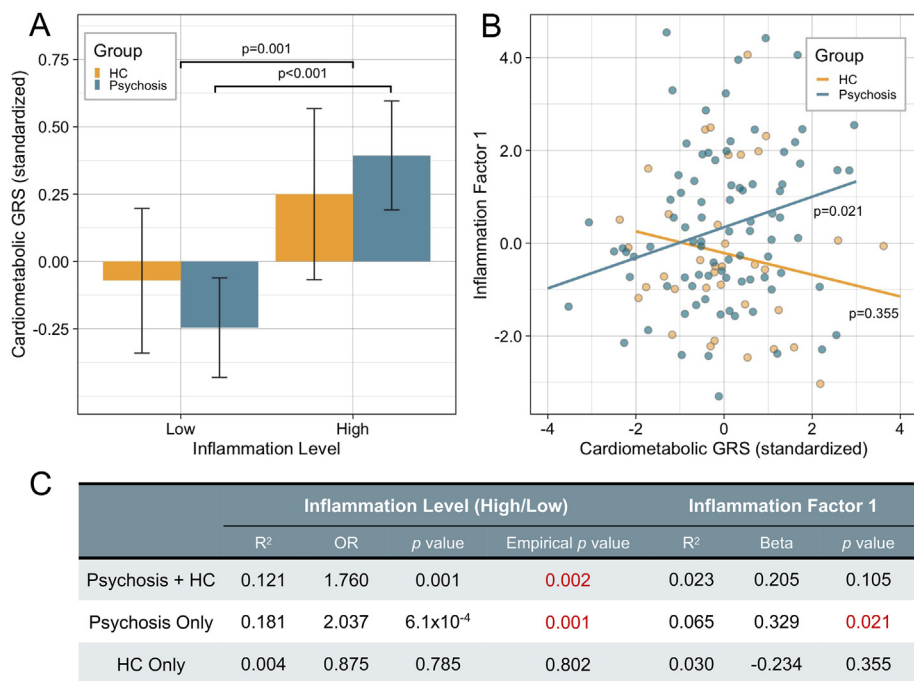 A
Cardiometabolic GRS (standardized)
0.75
0.50
0.25
0.00
-0.25
Group
HC
Psychosis
p=0.001
p<0.001
Low
High
Inflammation Level
B
Inflammation Factor 1
4.0
2.0
0.0
-2.0
Group
HC
Psychosis
p=0.021
p=0.355
-4 -2 0 2 4
Cardiometabolic GRS (standardized)
C
Inflammation Level (High/Low) Inflammation Factor 1
R² OR p value Empirical p value R² Beta p value
Psychosis + HC 0.121 1.760 0.001 0.002 0.023 0.205 0.105
Psychosis Only 0.181 2.037 6.1x10⁻⁴ 0.001 0.065 0.329 0.021
HC Only 0.004 0.875 0.785 0.802 0.030 -0.234 0.355